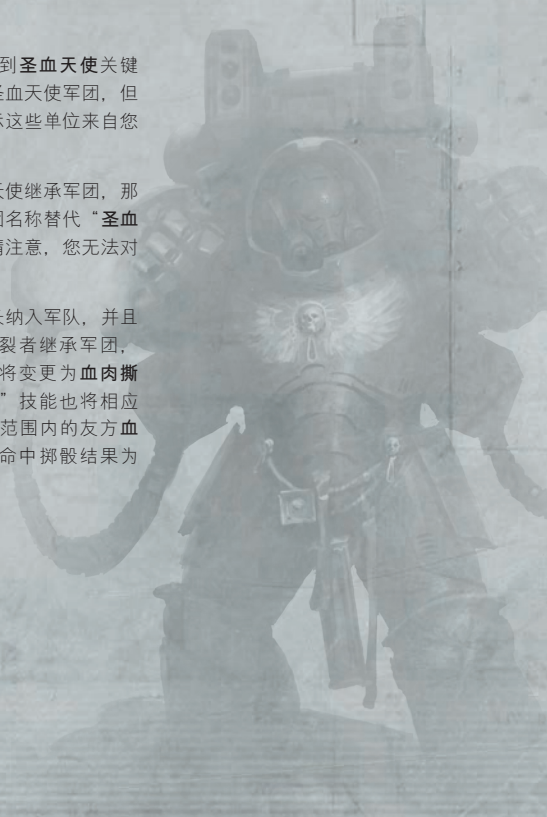 到圣血天使关键
圣血天使军团，但
示这些单位来自您
天使继承军团，那
团名称替代“圣血
请注意，您无法对
长纳入军队，并且
裂者继承军团，
将变更为血肉撕
”技能也将相应
范围内的友方血
命中掷骰结果为